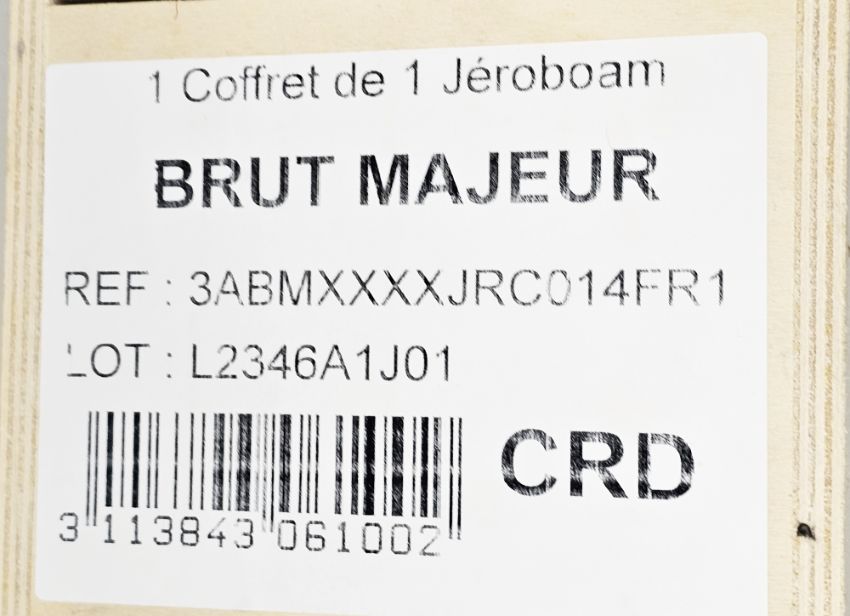 1 Coffret de 1 Jéroboam
BRUT MAJEUR
REF : 3ABMXXXXJRC014FR1
LOT : L2346A1J01
CRD
3 113843 061002